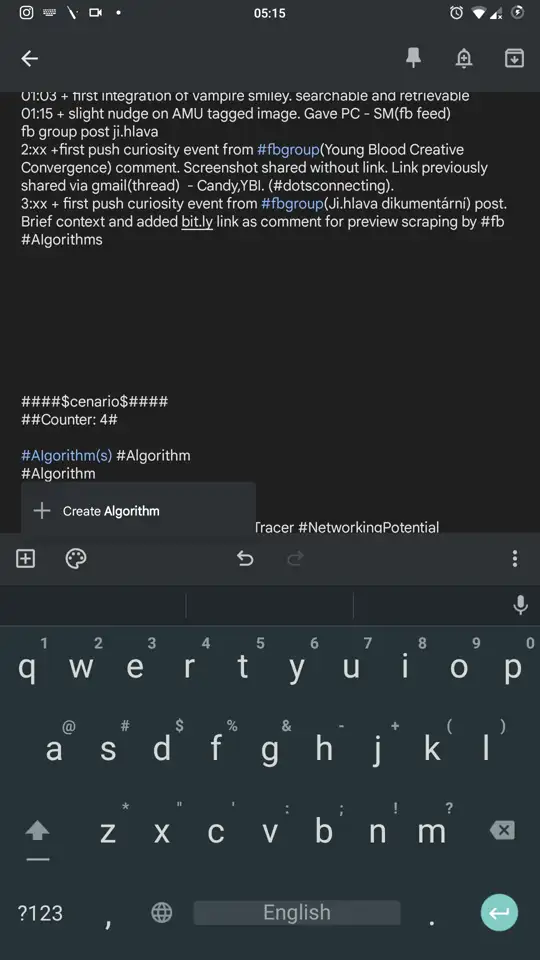 05:15
01:03 + first integration of vampire smiley. searchable and retrievable
01:15 + slight nudge on AMU tagged image. Gave PC - SM(fb feed)
fb group post ji.hlava
2:xx +first push curiosity event from #fbgroup(Young Blood Creative
Convergence) comment. Screenshot shared without link. Link previously
shared via gmail(thread)  - Candy,YBI. (#dotsconnecting).
3:xx + first push curiosity event from #fbgroup(Ji.hlava dikumentární) post.
Brief context and added bit.ly link as comment for preview scraping by #fb
#Algorithms
####$cenario$####
##Counter: 4#
#Algorithm(s) #Algorithm
#Algorithm
+ Create Algorithm
Tracer #NetworkingPotential
1 2 3 4 5 6 7 8 9 0
q w e r t y u i o p
@ # $ % & - + ( )
a s d f g h j k l
* " ' : ; ! ?
z x c v b n m
?123 , English .